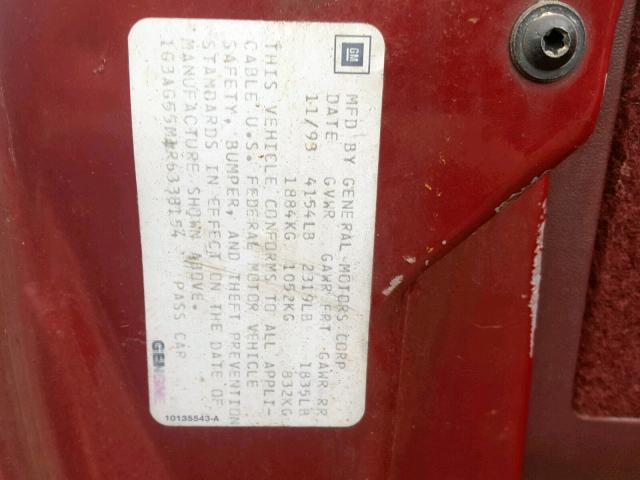 GM
MFD BY GENERAL MOTORS CORP
DATE GVWR GAWR FRT GAWR RR
11/93 4154LB 2319LB 1835LB
1884KG 1052KG 832KG
THIS VEHICLE CONFORMS TO ALL APPLI-
CABLE U.S. FEDERAL MOTOR VEHICLE
SAFETY, BUMPER, AND THEFT PREVENTION
STANDARDS IN EFFECT ON THE DATE OF
MANUFACTURE SHOWN ABOVE.
1G3AG55M1R6338154 PASS CAR
10135543-A